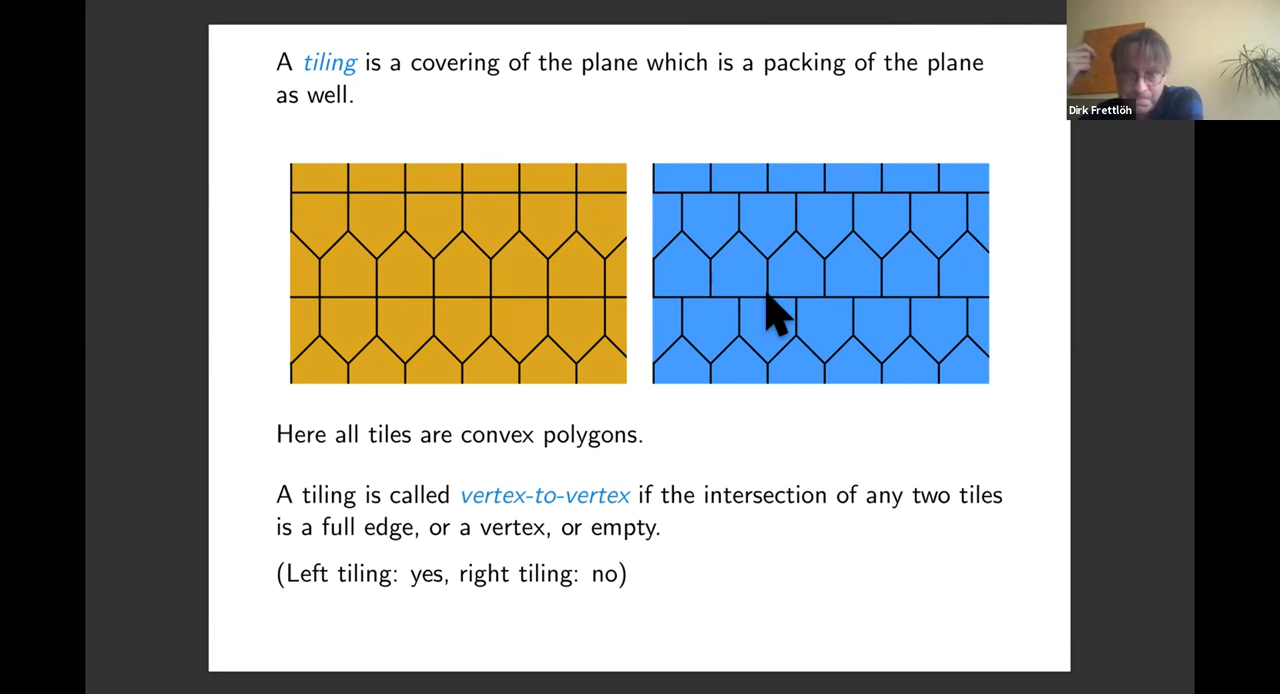 A tiling is a covering of the plane which is a packing of the plane
as well.
Dirk Frettlöh
Here all tiles are convex polygons.
A tiling is called vertex-to-vertex if the intersection of any two tiles
is a full edge, or a vertex, or empty.
(Left tiling: yes, right tiling: no)